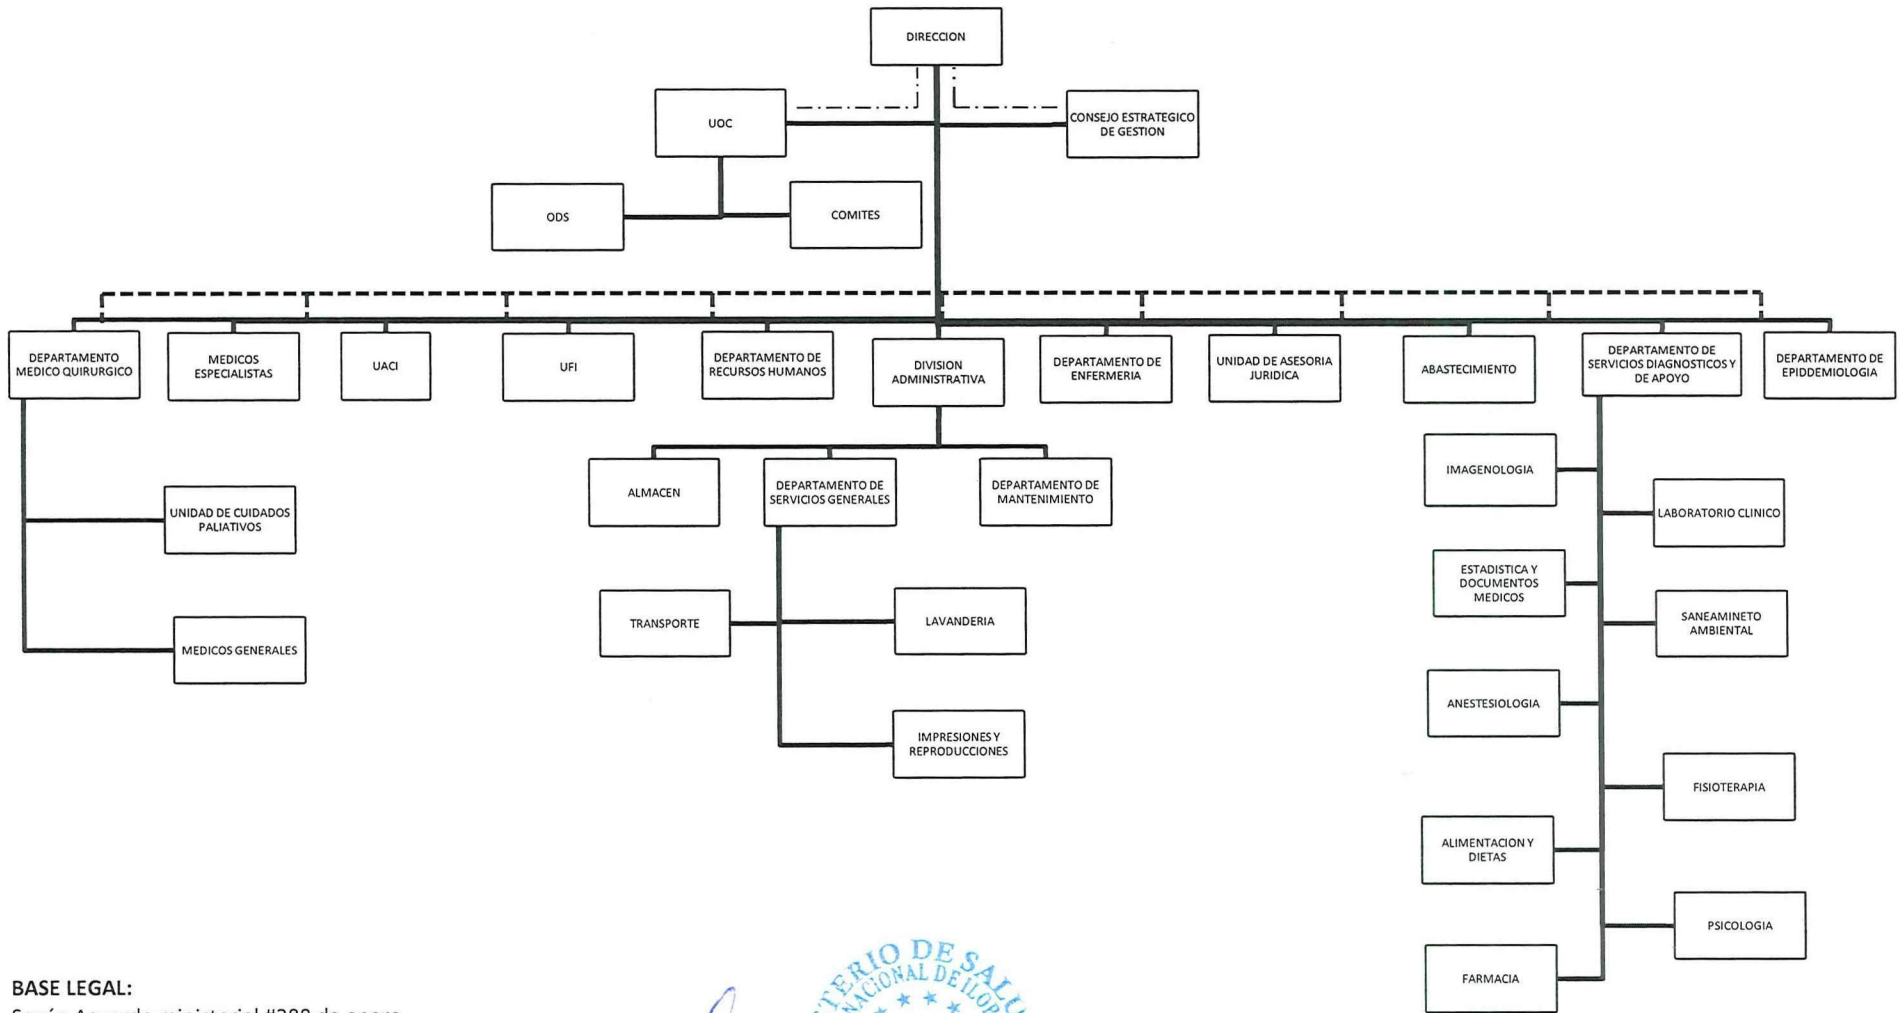 DIRECCION
UOC
CONSEJO ESTRATEGICO
DE GESTION
ODS
COMITES
DEPARTAMENTO
MEDICO QUIRURGICO
MEDICOS
ESPECIALISTAS
UACI
UFI
DEPARTAMENTO DE
RECURSOS HUMANOS
DIVISION
ADMINISTRATIVA
DEPARTAMENTO DE
ENFERMERIA
UNIDAD DE ASESORIA
JURIDICA
ABASTECIMIENTO
DEPARTAMENTO DE
SERVICIOS DIAGNOSTICOS Y
DE APOYO
DEPARTAMENTO DE
EPIDDEMIOLOGIA
UNIDAD DE CUIDADOS
PALIATIVOS
MEDICOS GENERALES
ALMACEN
DEPARTAMENTO DE
SERVICIOS GENERALES
DEPARTAMENTO DE
MANTENIMIENTO
TRANSPORTE
LAVANDERIA
IMPRESIONES Y
REPRODUCCIONES
IMAGENOLOGIA
LABORATORIO CLINICO
ESTADISTICA Y
DOCUMENTOS
MEDICOS
SANEAMINETO
AMBIENTAL
ANESTESIOLOGIA
FISIOTERAPIA
ALIMENTACION Y
DIETAS
PSICOLOGIA
FARMACIA
BASE LEGAL:
DE